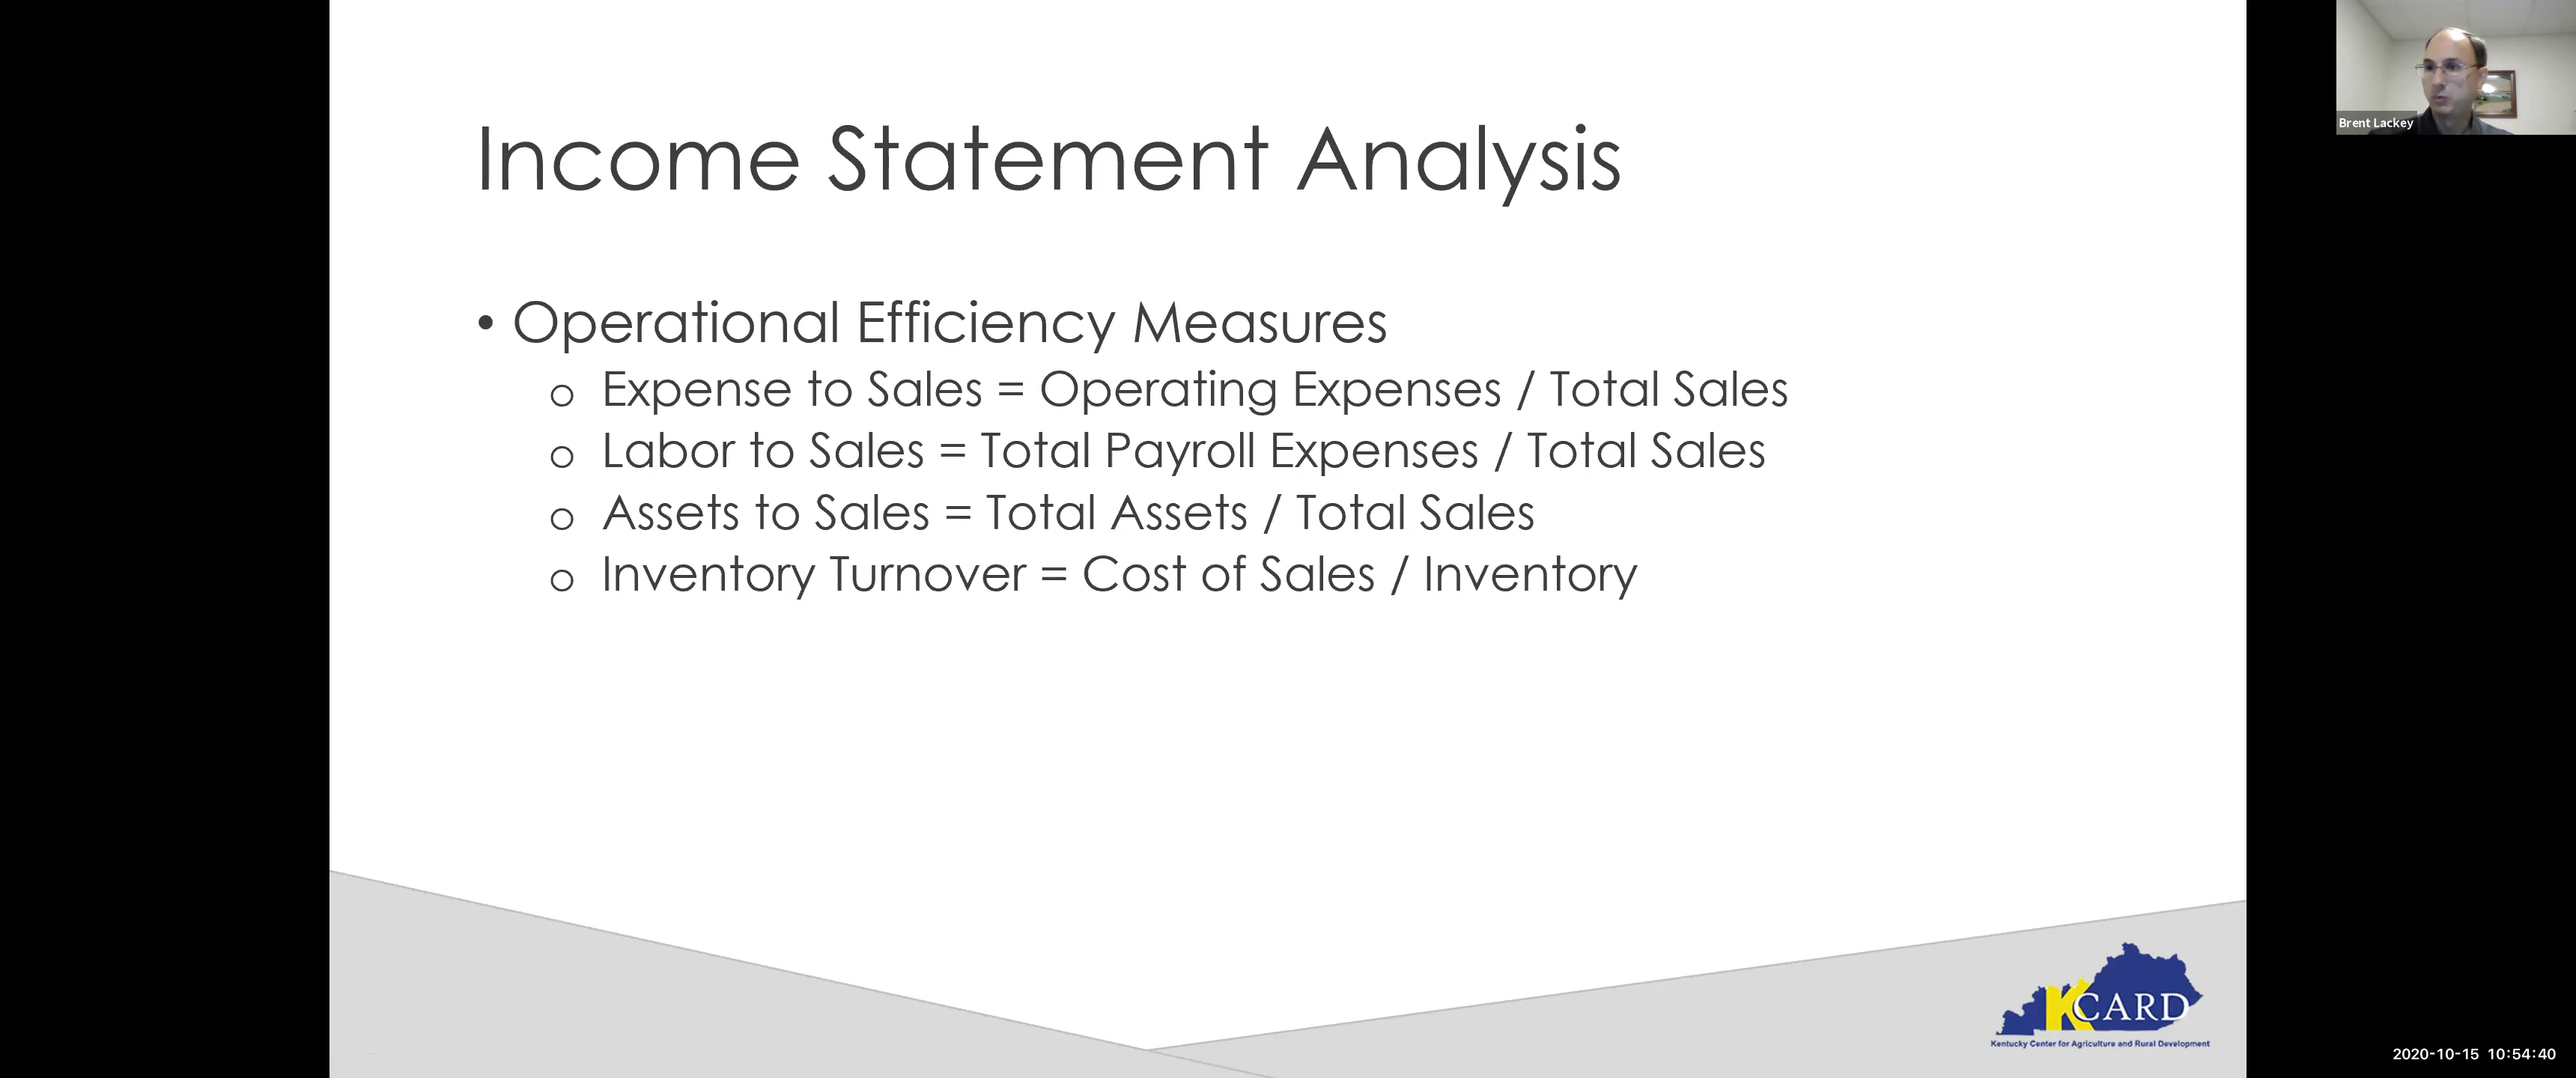 Income Statement Analysis
• Operational Efficiency Measures
o Expense to Sales = Operating Expenses / Total Sales
o Labor to Sales = Total Payroll Expenses / Total Sales
o Assets to Sales = Total Assets / Total Sales
o Inventory Turnover = Cost of Sales / Inventory
Brent Lackey
KCARD
Kentucky Center for Agriculture and Rural Development
2020-10-15 10:54:40